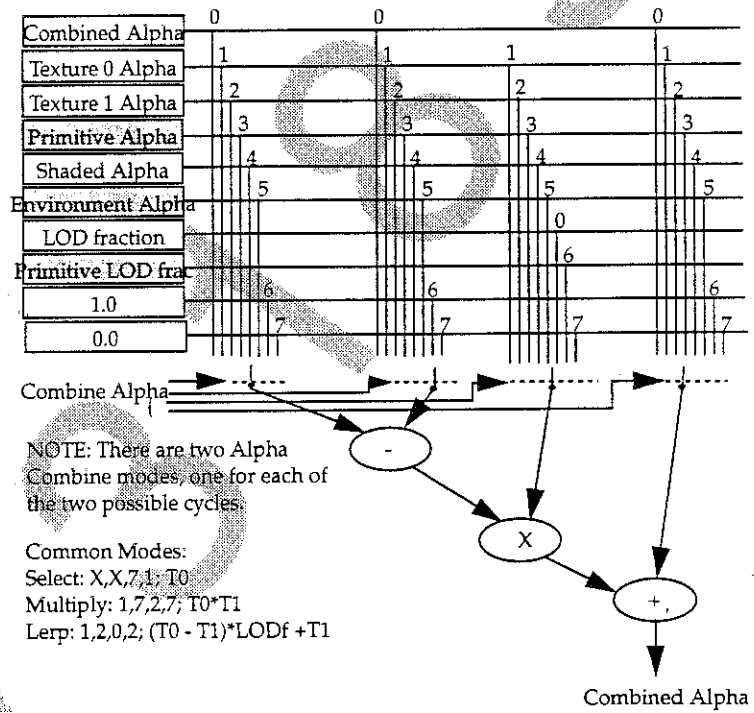 0 0 0
Combined Alpha
1 1 1 1
Texture 0 Alpha
2 2 2 2
Texture 1 Alpha
3 3 3 3
Primitive Alpha
4 4 4 4
Shaded Alpha
5 5 5 5
Environment Alpha
0
LOD fraction
6
Primitive LOD frac
6 6 6
1.0
7 7 7 7
0.0
Combine Alpha
-
NOTE: There are two Alpha
Combine modes, one for each of
the two possible cycles.
X
Common Modes:
Select: X,X,7,1; T0
Multiply: 1,7,2,7; T0*T1
Lerp: 1,2,0,2; (T0 - T1)*LODf +T1
+
Combined Alpha